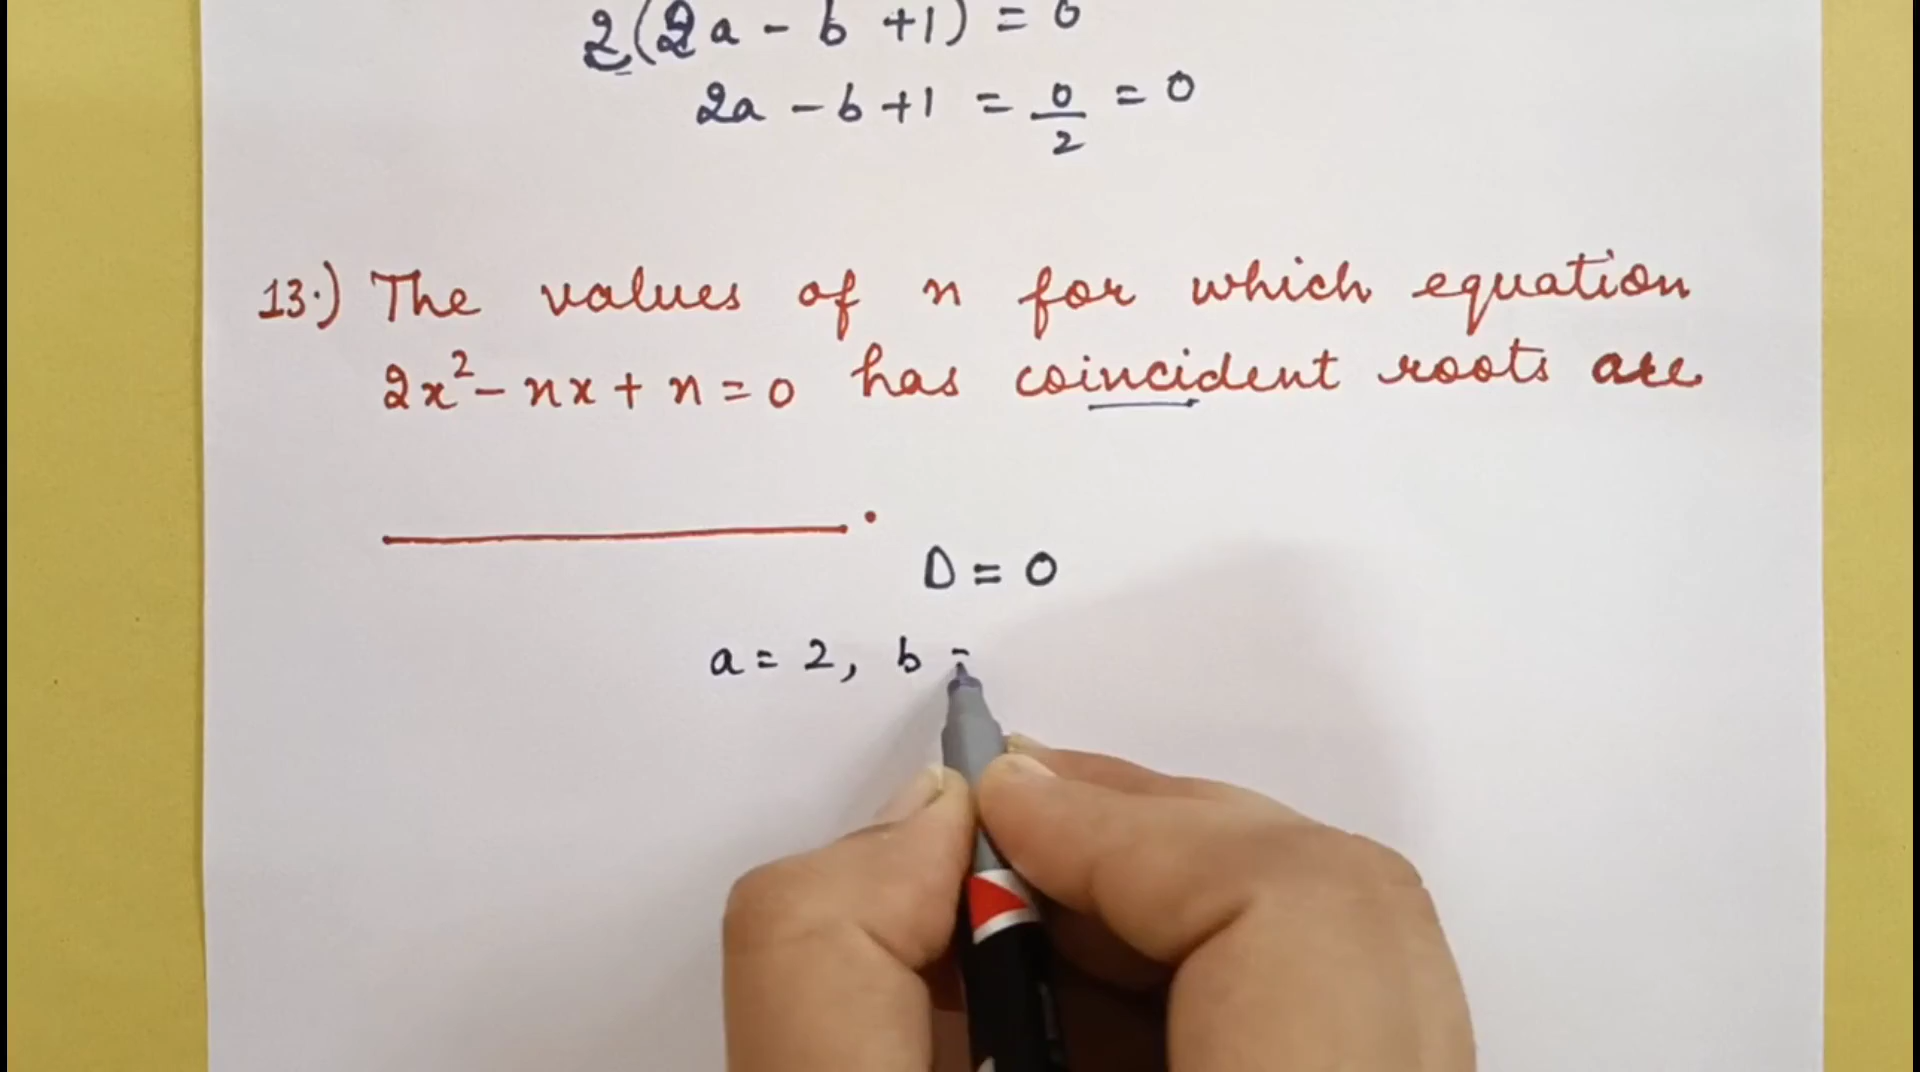 2(2a - b +1) = 0
2a - b +1 = 0/2 = 0
13.) The values of n for which equation
2x² - nx + n = 0 has coincident roots are
__________.
D = 0
a = 2, b =